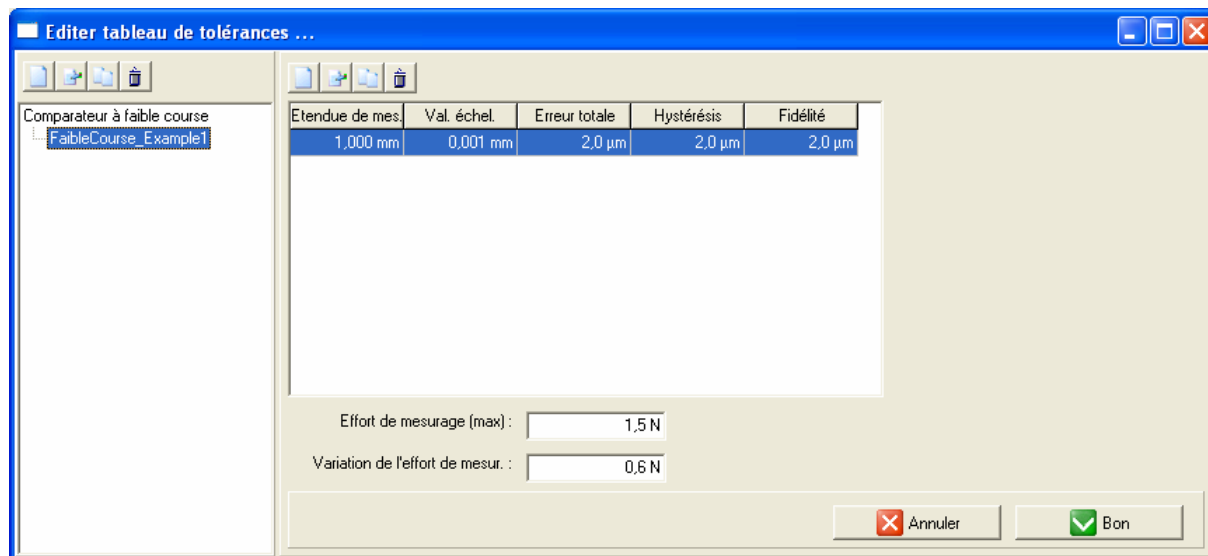 Editer tableau de tolérances ...
Comparateur à faible course
FaibleCourse_Example1
Etendue de mes. Val. échel. Erreur totale Hystérésis Fidélité
1,000 mm 0,001 mm 2,0 µm 2,0 µm 2,0 µm
Effort de mesurage (max) : 1,5 N
Variation de l'effort de mesur. : 0,6 N
Annuler Bon